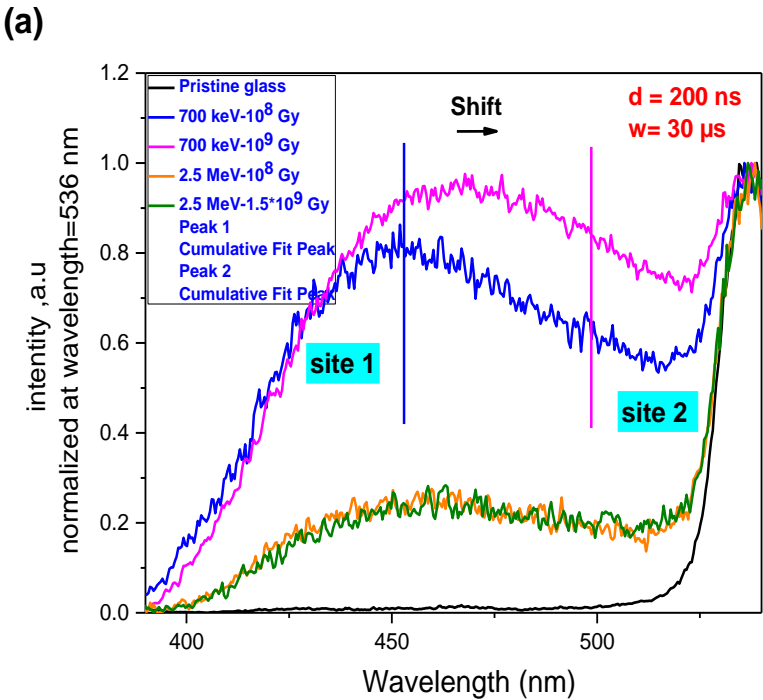 (a)
Pristine glass
700 keV-10⁸ Gy
700 keV-10⁹ Gy
2.5 MeV-10⁸ Gy
2.5 MeV-1.5*10⁹ Gy
Peak 1
Cumulative Fit Peak
Peak 2
Cumulative Fit Peak
Shift
d = 200 ns
w= 30 µs
site 1
site 2
1.2
1.0
0.8
0.6
0.4
0.2
0.0
intentity ,a.u
normalized at wavelength=536 nm
400
450
500
Wavelength (nm)